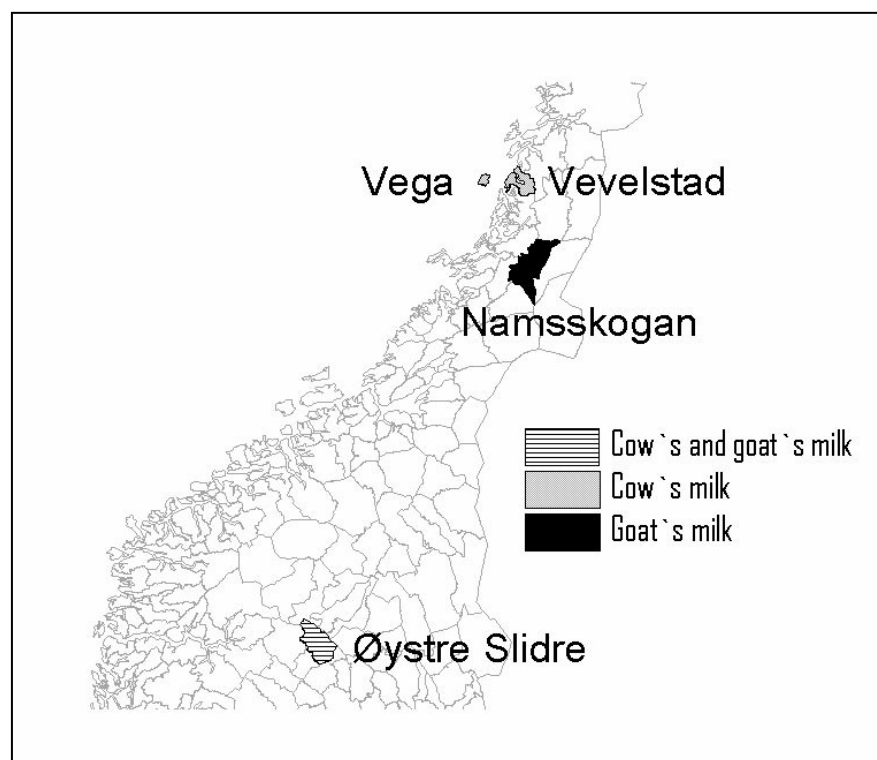 Vega
Vevelstad
Namsskogan
Cow`s and goat`s milk
Cow`s milk
Goat`s milk
Øystre Slidre